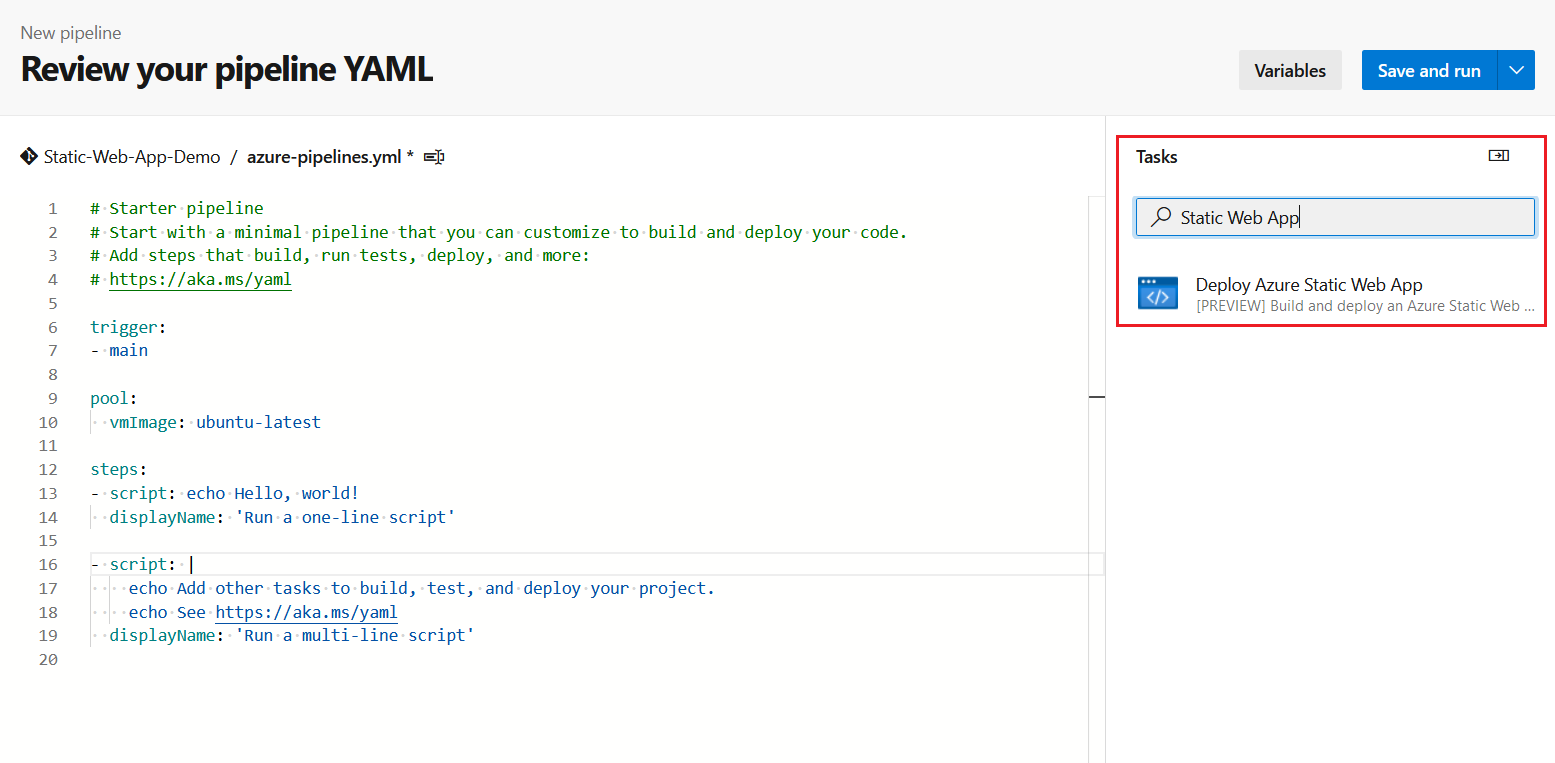 New pipeline
Review your pipeline YAML
Variables
Save and run
Static-Web-App-Demo / azure-pipelines.yml *
1 # Starter pipeline
2 # Start with a minimal pipeline that you can customize to build and deploy your code.
3 # Add steps that build, run tests, deploy, and more:
4 # https://aka.ms/yaml
5
6 trigger:
7 - main
8
9 pool:
10   vmImage: ubuntu-latest
11
12 steps:
13 - script: echo Hello, world!
14   displayName: 'Run a one-line script'
15
16 - script: |
17     echo Add other tasks to build, test, and deploy your project.
18     echo See https://aka.ms/yaml
19   displayName: 'Run a multi-line script'
20
Tasks
Static Web App
Deploy Azure Static Web App
[PREVIEW] Build and deploy an Azure Static Web ...